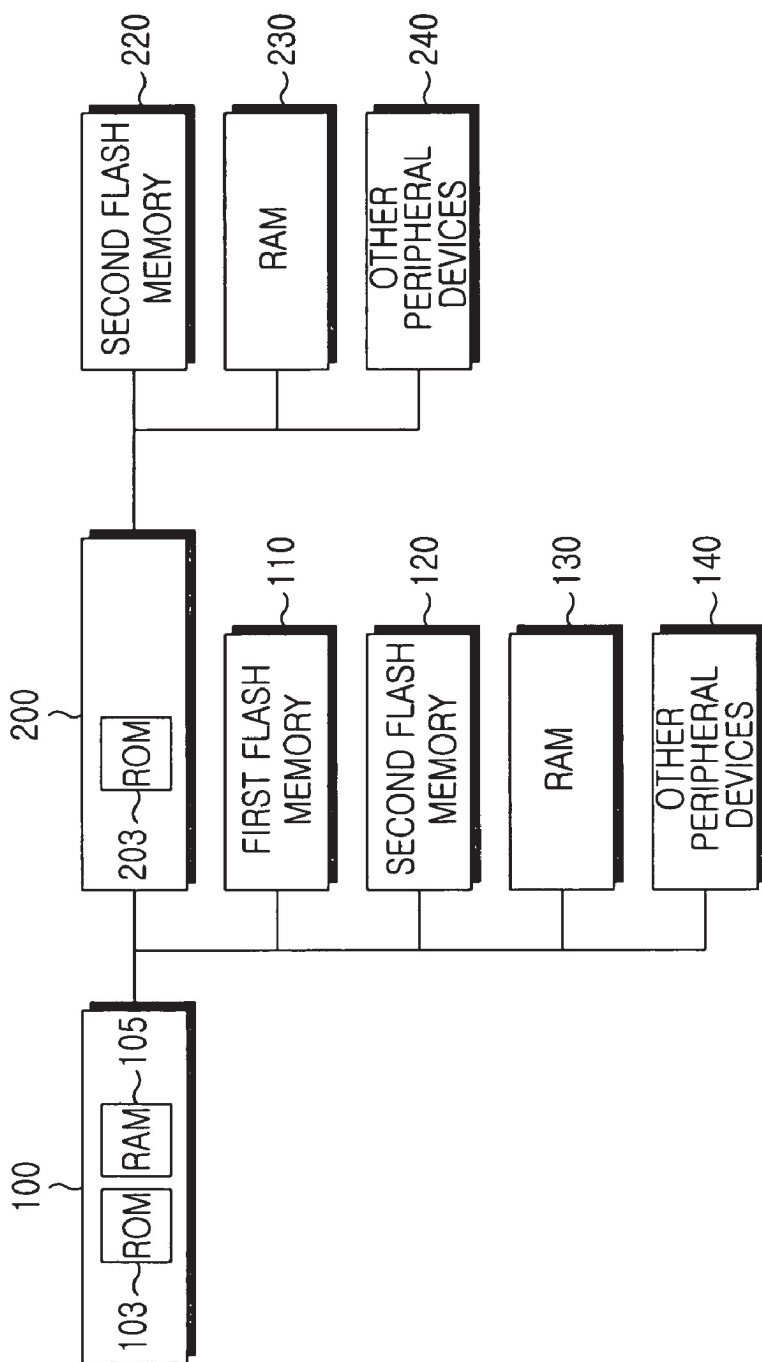 100
103
ROM
RAM
105
200
203
ROM
FIRST FLASH
MEMORY
110
SECOND FLASH
MEMORY
120
RAM
130
OTHER
PERIPHERAL
DEVICES
140
SECOND FLASH
MEMORY
220
RAM
230
OTHER
PERIPHERAL
DEVICES
240